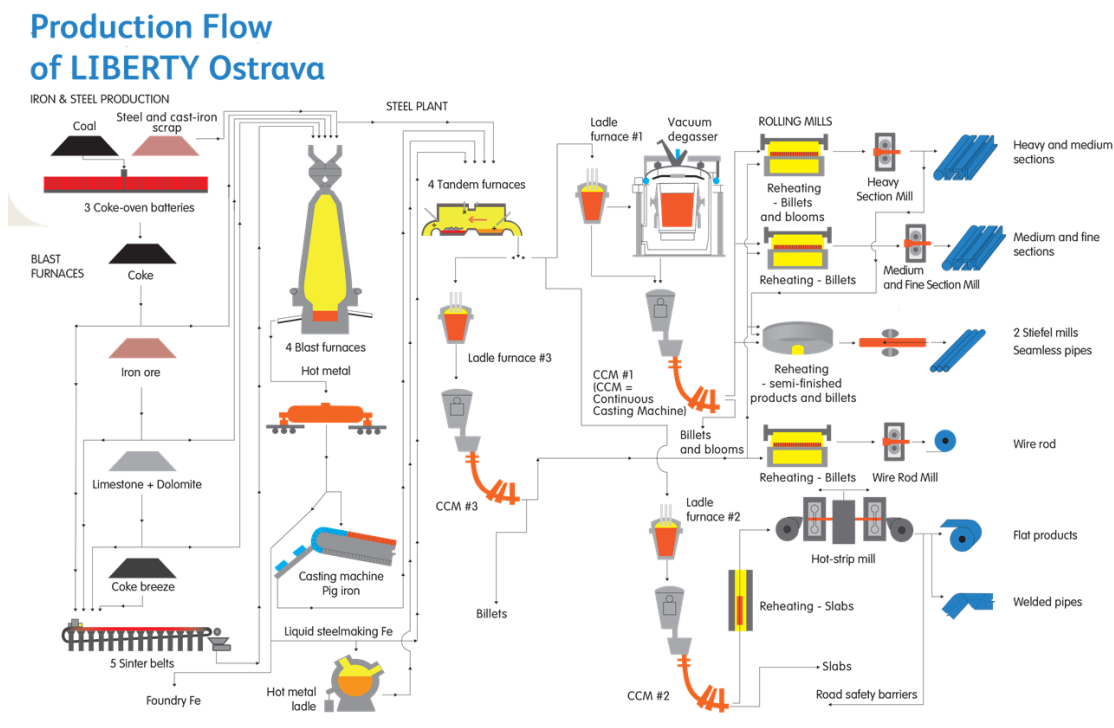 Production Flow
of LIBERTY Ostrava
IRON & STEEL PRODUCTION
Coal
Steel and cast-iron
scrap
3 Coke-oven batteries
BLAST
FURNACES
Coke
Iron ore
Limestone + Dolomite
Coke breeze
5 Sinter belts
Foundry Fe
4 Blast furnaces
Hot metal
Casting machine
Pig iron
Liquid steelmaking Fe
Hot metal
ladle
STEEL PLANT
4 Tandem furnaces
Ladle furnace #3
CCM #3
Billets
Ladle
furnace #1
Vacuum
degasser
CCM #1
(CCM =
Continuous
Casting Machine)
Billets
and blooms
Ladle
furnace #2
CCM #2
Slabs
Road safety barriers
ROLLING MILLS
Reheating
- Billets
and blooms
Heavy
Section Mill
Heavy and medium
sections
Reheating - Billets
Medium
and Fine Section Mill
Medium and fine
sections
Reheating
- semi-finished
products and billets
2 Stiefel mills
Seamless pipes
Reheating - Billets
Wire Rod Mill
Wire rod
Hot-strip mill
Flat products
Reheating - Slabs
Welded pipes